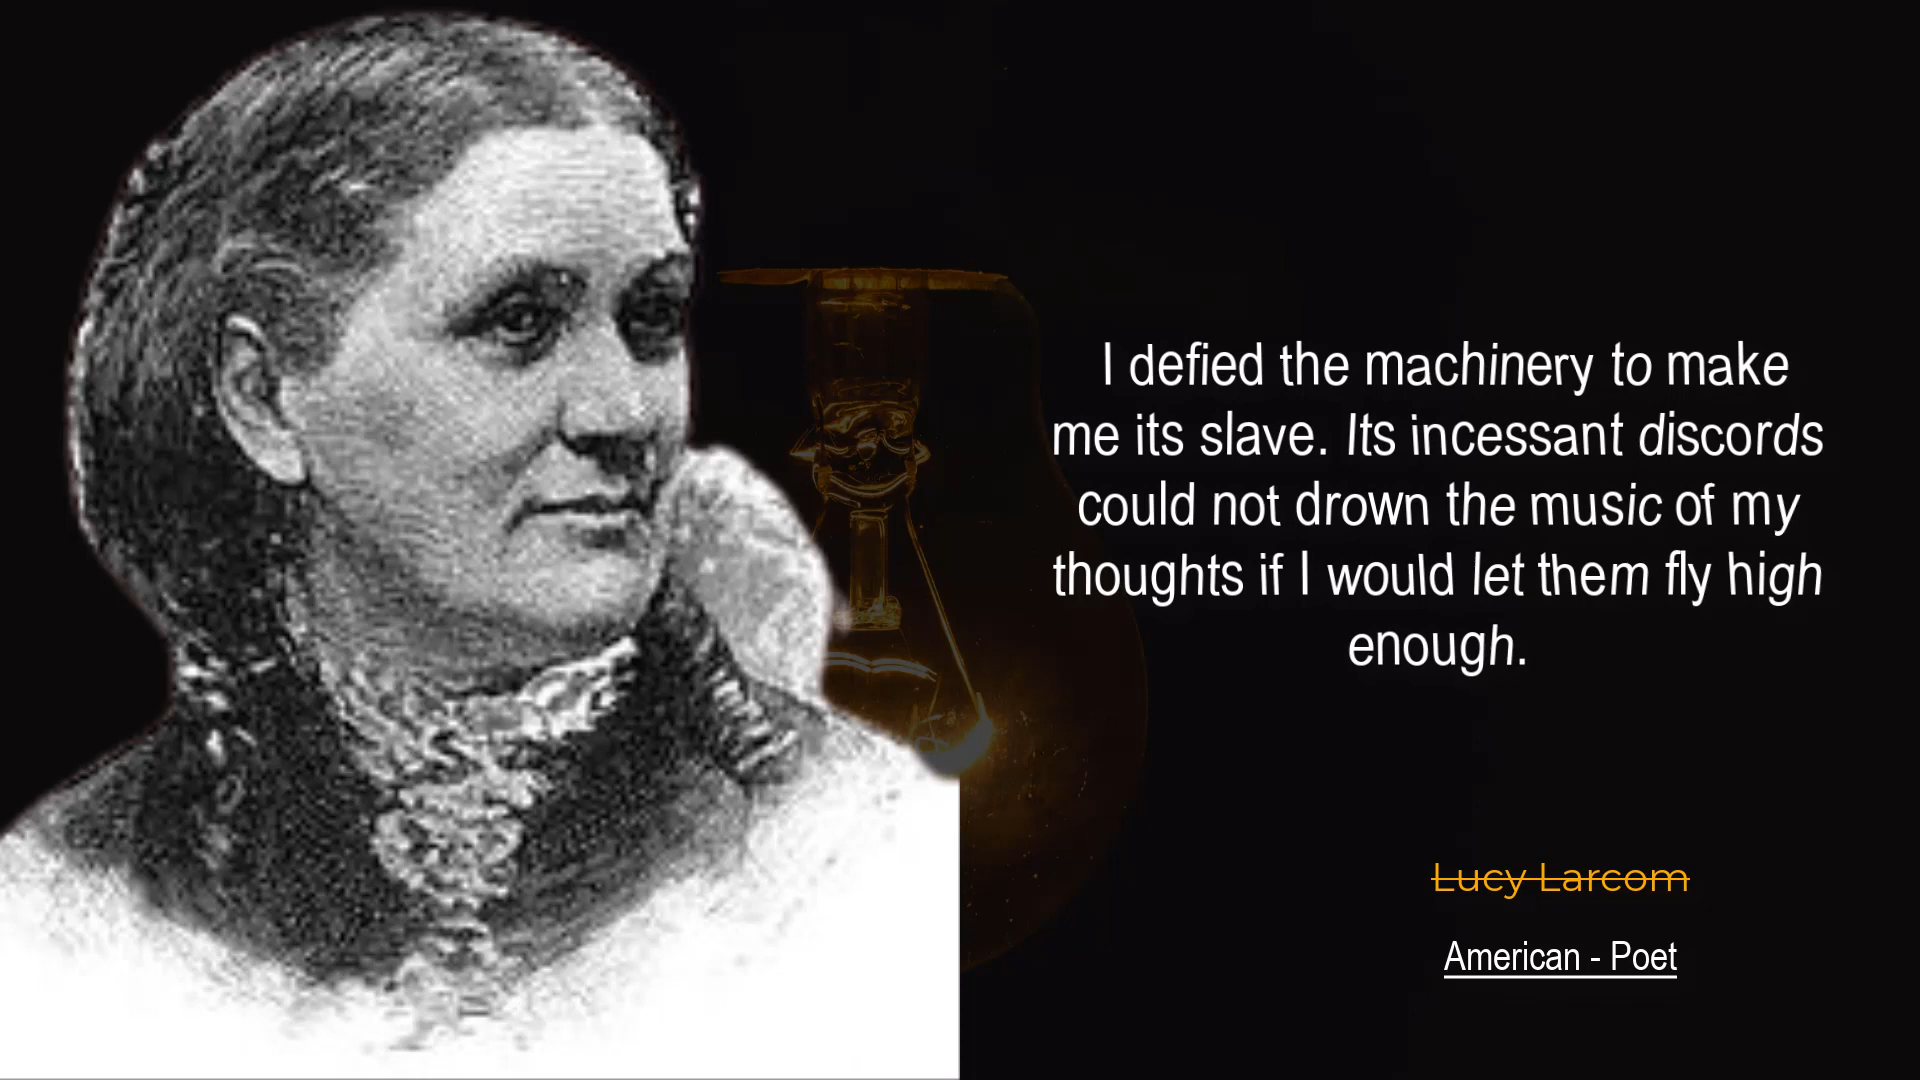 I defied the machinery to make
me its slave. Its incessant discords
could not drown the music of my
thoughts if I would let them fly high
enough.
Lucy Larcom
American - Poet